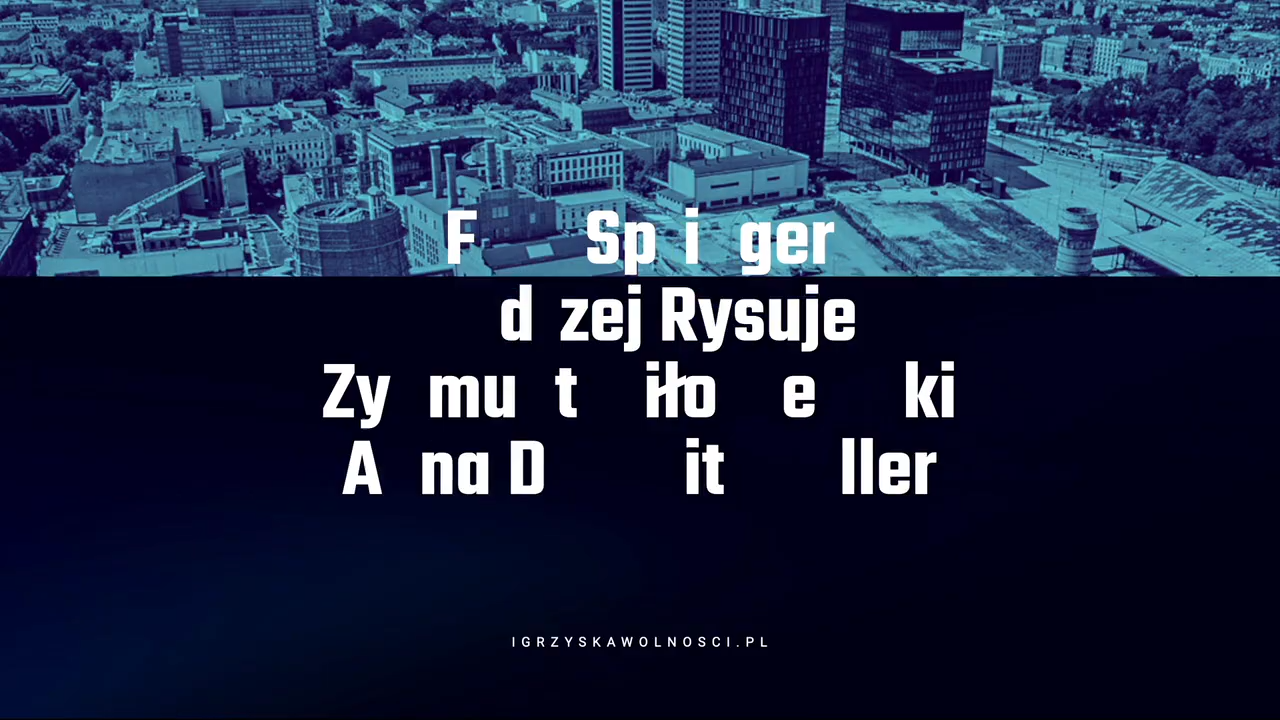 F Sp i ger
d zej Rysuje
Zy mu t iło e ki
A na D it ller
IGRZYSKAWOLNOSCI.PL